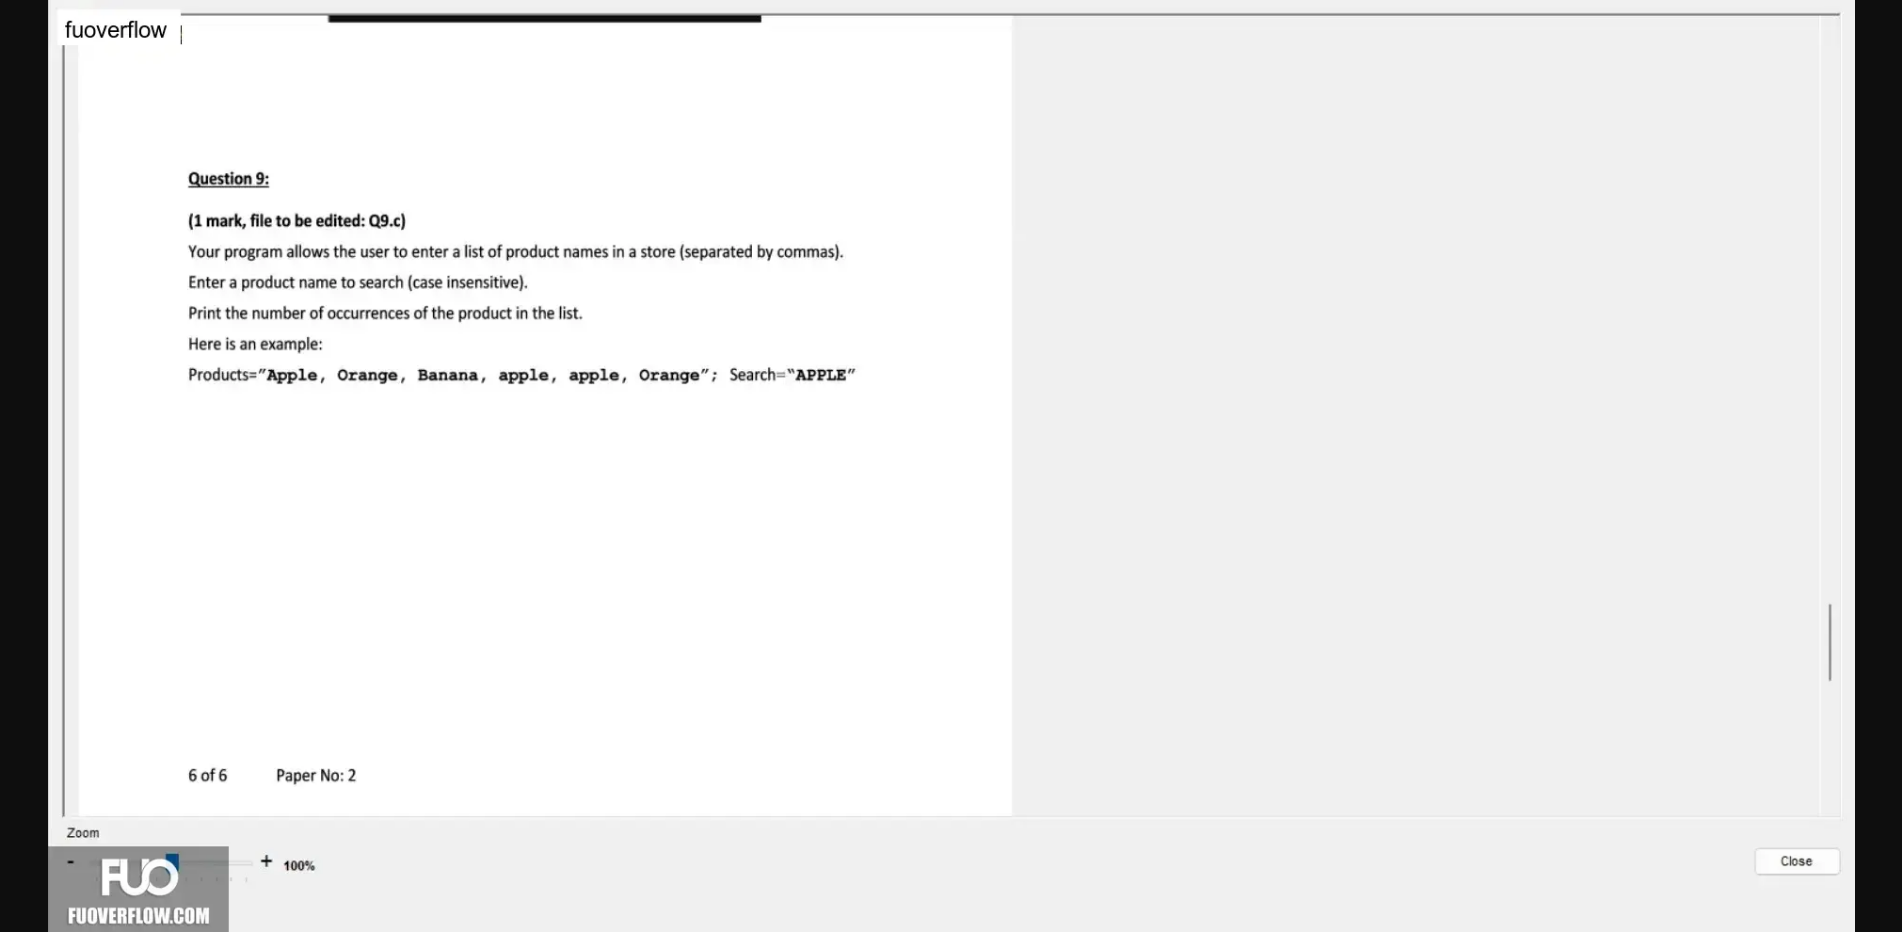 fuoverflow
Question 9:
(1 mark, file to be edited: Q9.c)
Your program allows the user to enter a list of product names in a store (separated by commas).
Enter a product name to search (case insensitive).
Print the number of occurrences of the product in the list.
Here is an example:
Products="Apple, Orange, Banana, apple, apple, Orange"; Search="APPLE"
6 of 6 Paper No: 2
Zoom
- + 100%
Close
FUO
FUOVERFLOW.COM